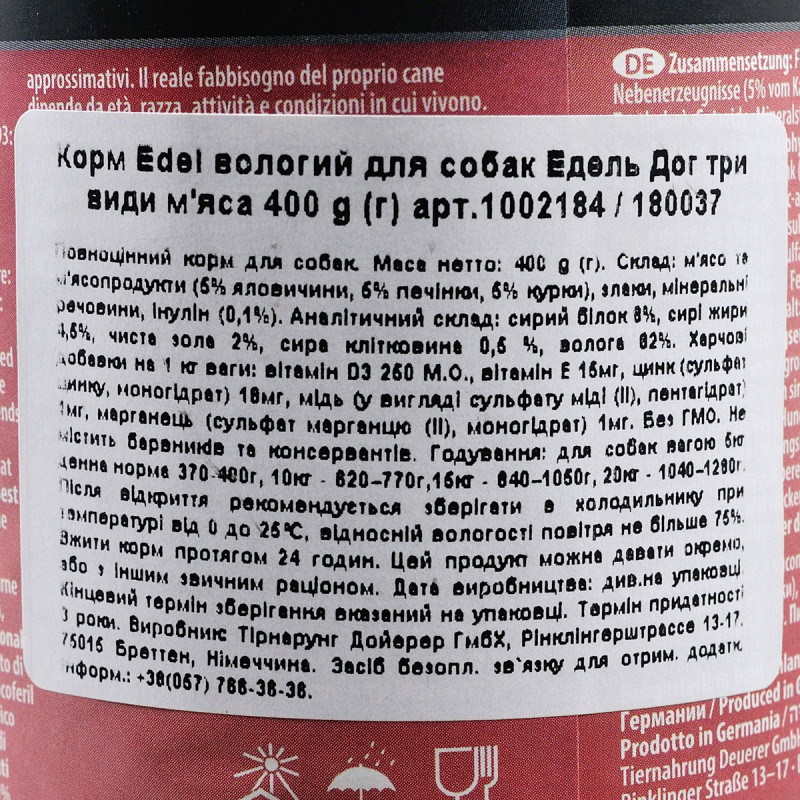 approssimativi. Il reale fabbisogno del proprio cane
dipende da età, razza, attività e condizioni in cui vivono.
DE Zusammensetzung:
Nebenerzeugnisse (5% vom
Корм Edel вологий для собак Едель Дог три
види м'яса 400 g (г) арт.1002184 / 180037
Повноцінний корм для собак. Маса нетто: 400 g (г). Склад: м'ясо та
м'ясопродукти (5% яловичини, 5% печінки, 5% курки), злаки, мінеральні
речовини, інулін (0,1%). Аналітичний склад: сирий білок 8%, сирі жири
4,5%, чиста зола 2%, сира клітковина 0,5 %, волога 82%. Харчові
добавки на 1 кг ваги: вітамін D3 250 М.О., вітамін Е 15мг, цинк (сульфат
цинку, моногідрат) 18мг, мідь (у вигляді сульфату міді (II), пентагідрат)
1мг, марганець (сульфат марганцю (II), моногідрат) 1мг. Без ГМО. Не
містить барвників та консервантів. Годування: для собак вагою 5кг
денна норма 370-460г, 10кг - 620–770г,15кг - 840–1050г, 20кг - 1040–1280г.
Після відкриття рекомендується зберігати в холодильнику при
температурі від 0 до 25°С, відносній вологості повітря не більше 75%.
Вжити корм протягом 24 годин. Цей продукт можна давати окремо,
або з іншим звичним раціоном. Дата виробництва: див.на упаковці.
Кінцевий термін зберігання вказаний на упаковці. Термін придатності
3 роки. Виробник Тірнарунг Дойерер ГмбХ, Рінклінгерштрассе 13-17.
75015 Бреттен, Німеччина. Засіб безопл. зв'язку для отрим. додатк.
інформ.: +38(057) 766-36-36.
Германии / Produced in
Prodotto in Germania /
Tiernahrung Deuerer
Rinklinger Straße 13–17